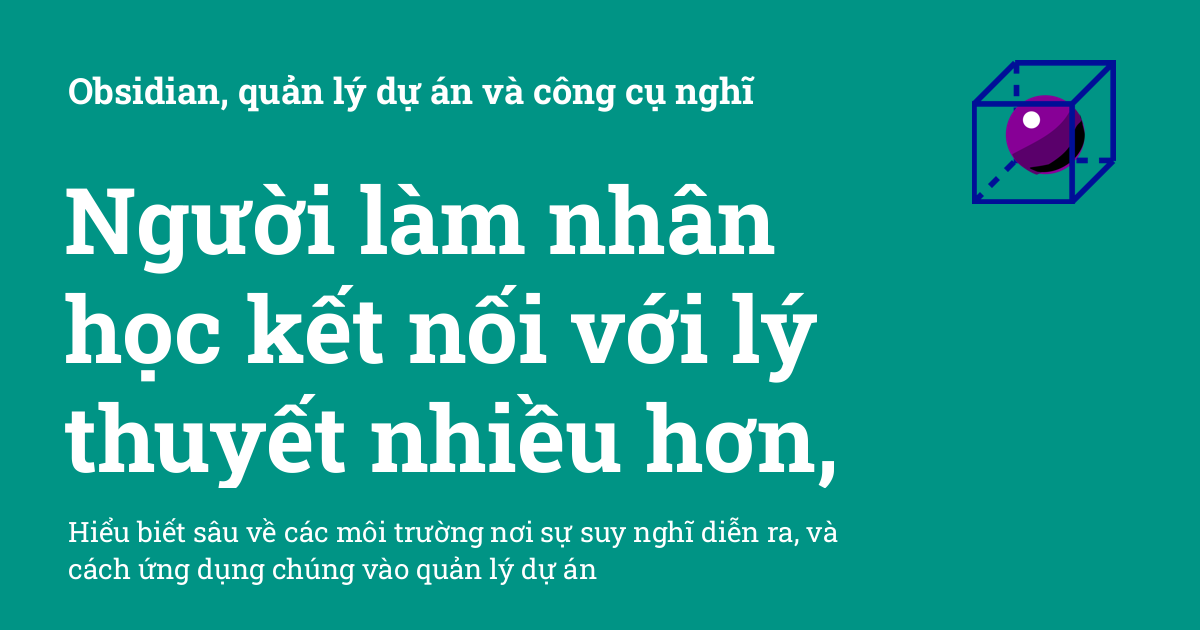 Obsidian, quản lý dự án và công cụ nghĩ
Người làm nhân
học kết nối với lý
thuyết nhiều hơn,
Hiểu biết sâu về các môi trường nơi sự suy nghĩ diễn ra, và
cách ứng dụng chúng vào quản lý dự án